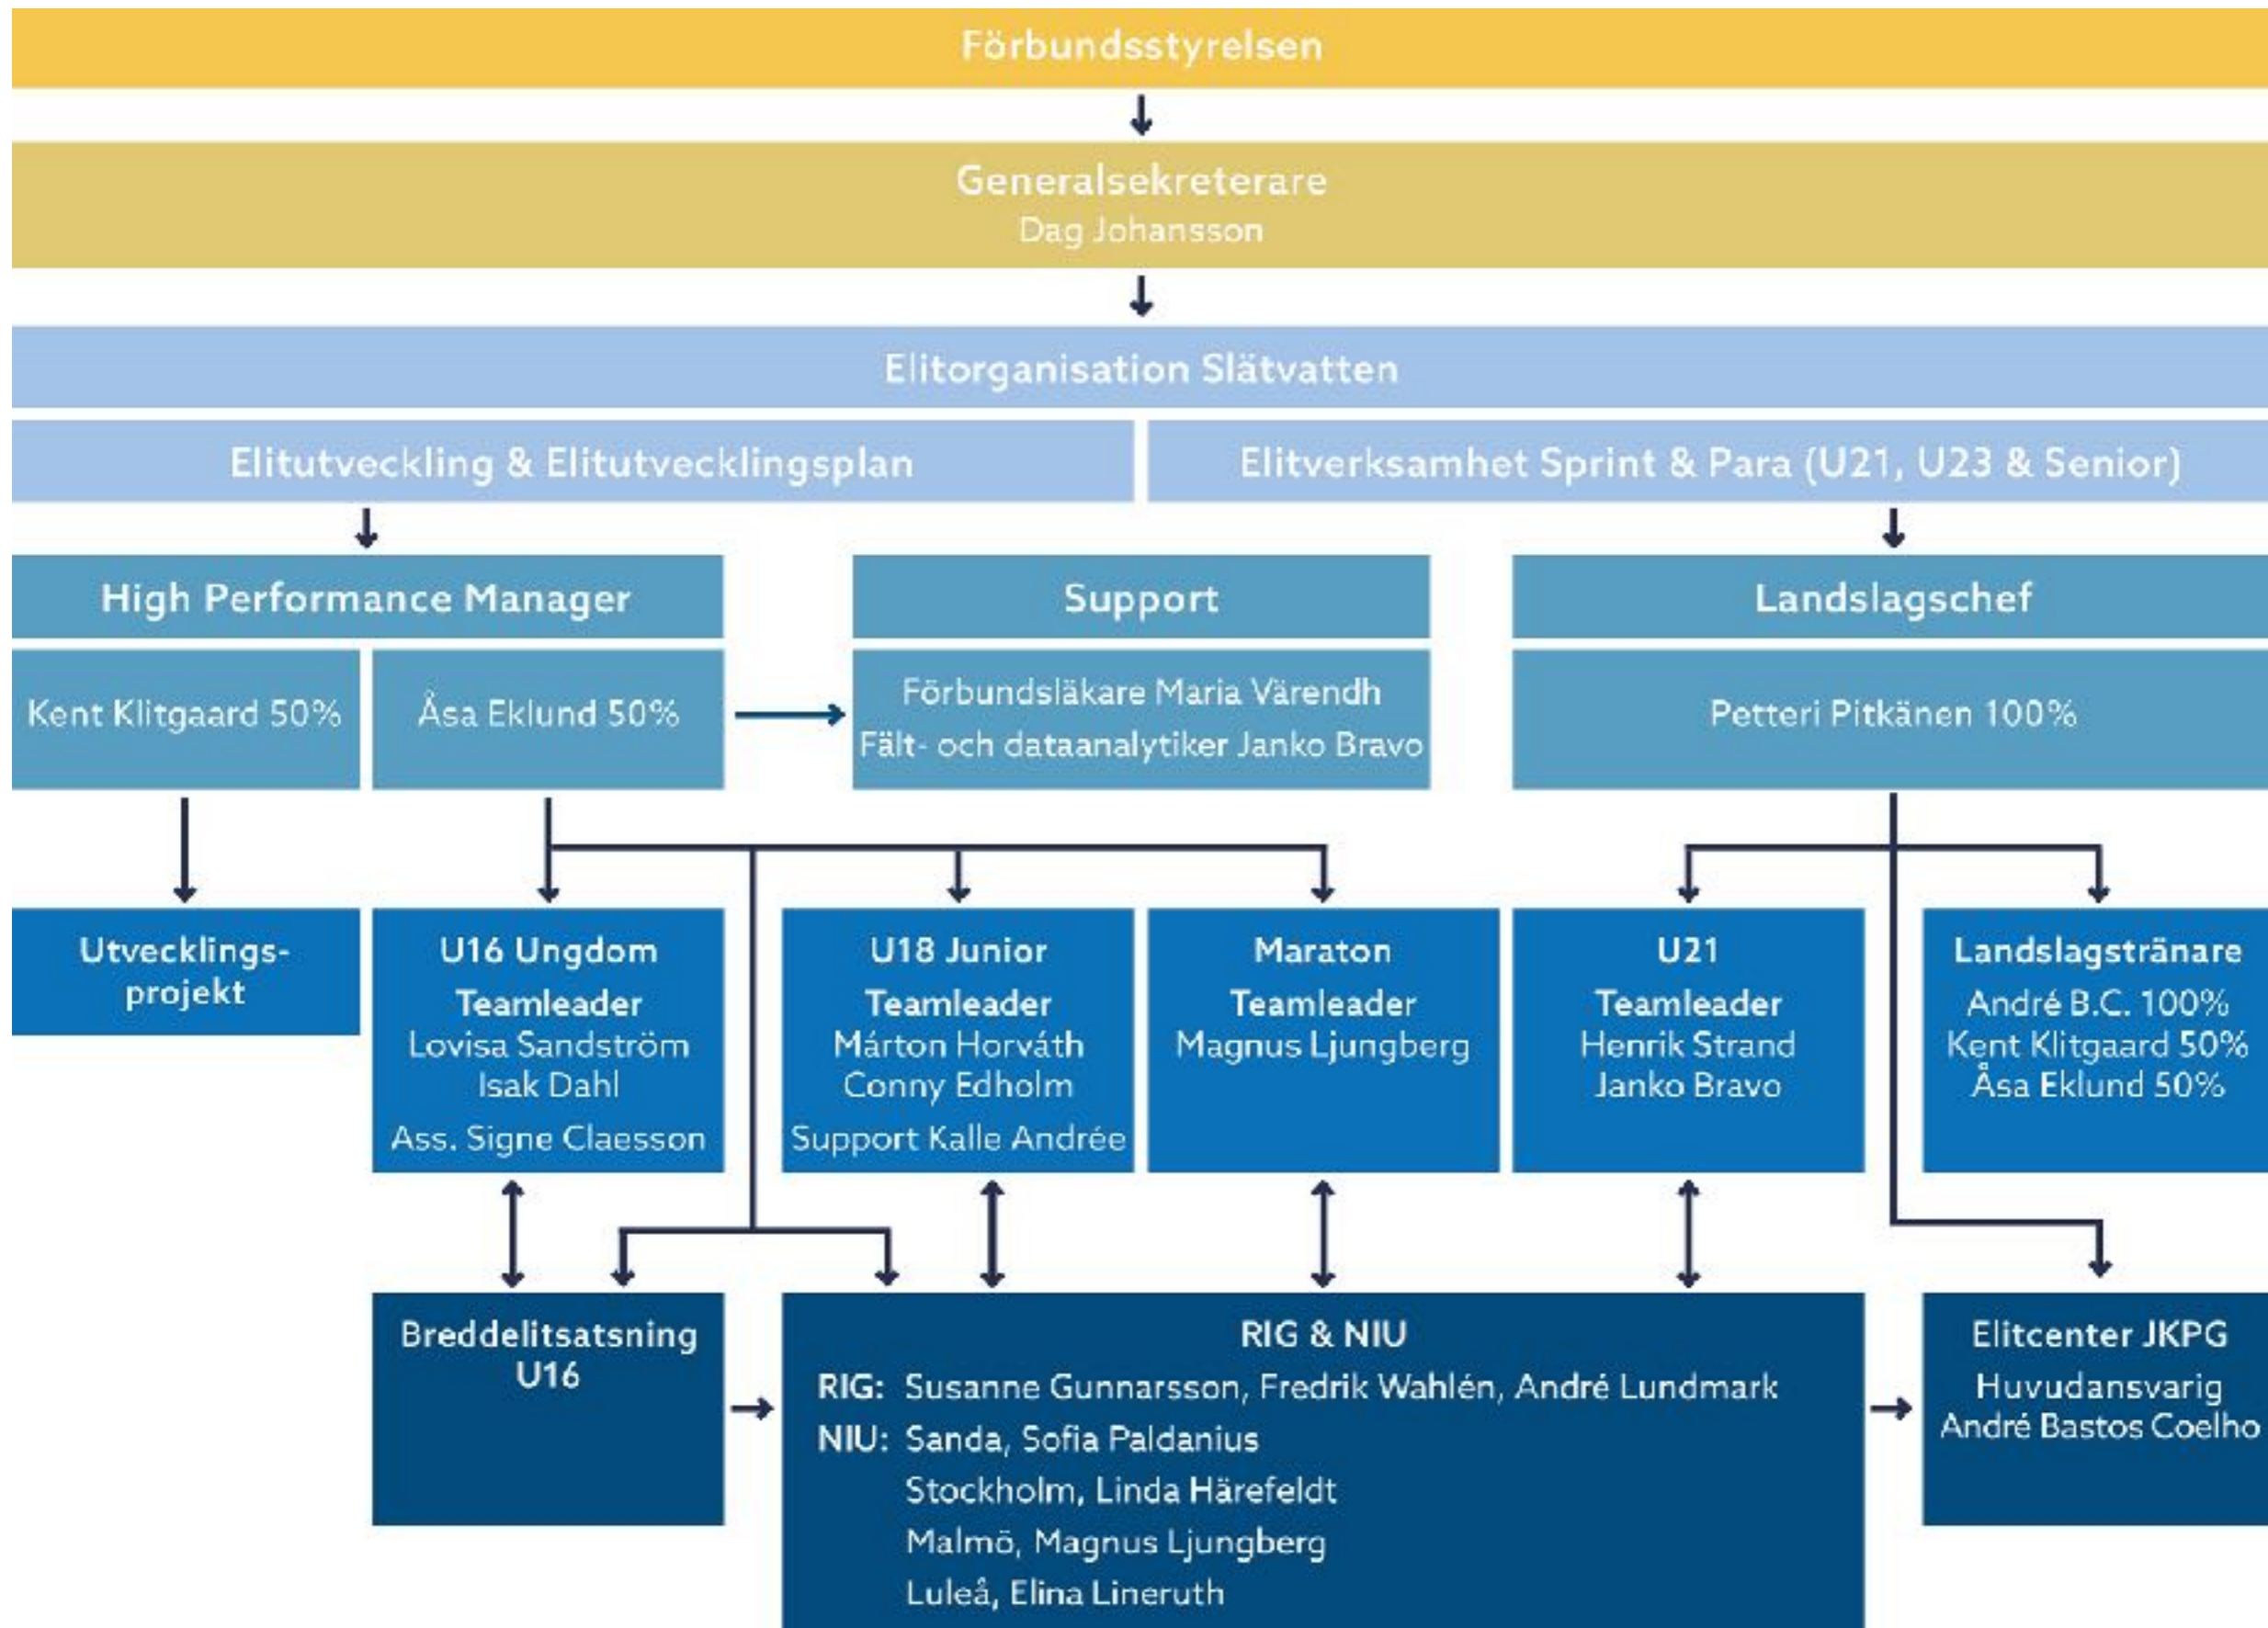 Förbundsstyrelsen
Generalsekreterare
Dag Johansson
Elitorganisation Slätvatten
Elitutveckling & Elitutvecklingsplan
Elitverksamhet Sprint & Para (U21, U23 & Senior)
High Performance Manager
Kent Klitgaard 50%
Åsa Eklund 50%
Support
Förbundsläkare Maria Värendh
Fält- och dataanalytiker Janko Bravo
Landslagschef
Petteri Pitkänen 100%
Utvecklings-
projekt
U16 Ungdom
Teamleader
Lovisa Sandström
Isak Dahl
Ass. Signe Claesson
U18 Junior
Teamleader
Márton Horváth
Conny Edholm
Support Kalle Andrée
Maraton
Teamleader
Magnus Ljungberg
U21
Teamleader
Henrik Strand
Janko Bravo
Landslagstränare
André B.C. 100%
Kent Klitgaard 50%
Åsa Eklund 50%
Breddelitsatsning
U16
RIG & NIU
RIG: Susanne Gunnarsson, Fredrik Wahlén, André Lundmark
NIU: Sanda, Sofia Paldanius
Stockholm, Linda Härefeldt
Malmö, Magnus Ljungberg
Luleå, Elina Lineruth
Elitcenter JKPG
Huvudansvarig
André Bastos Coelho